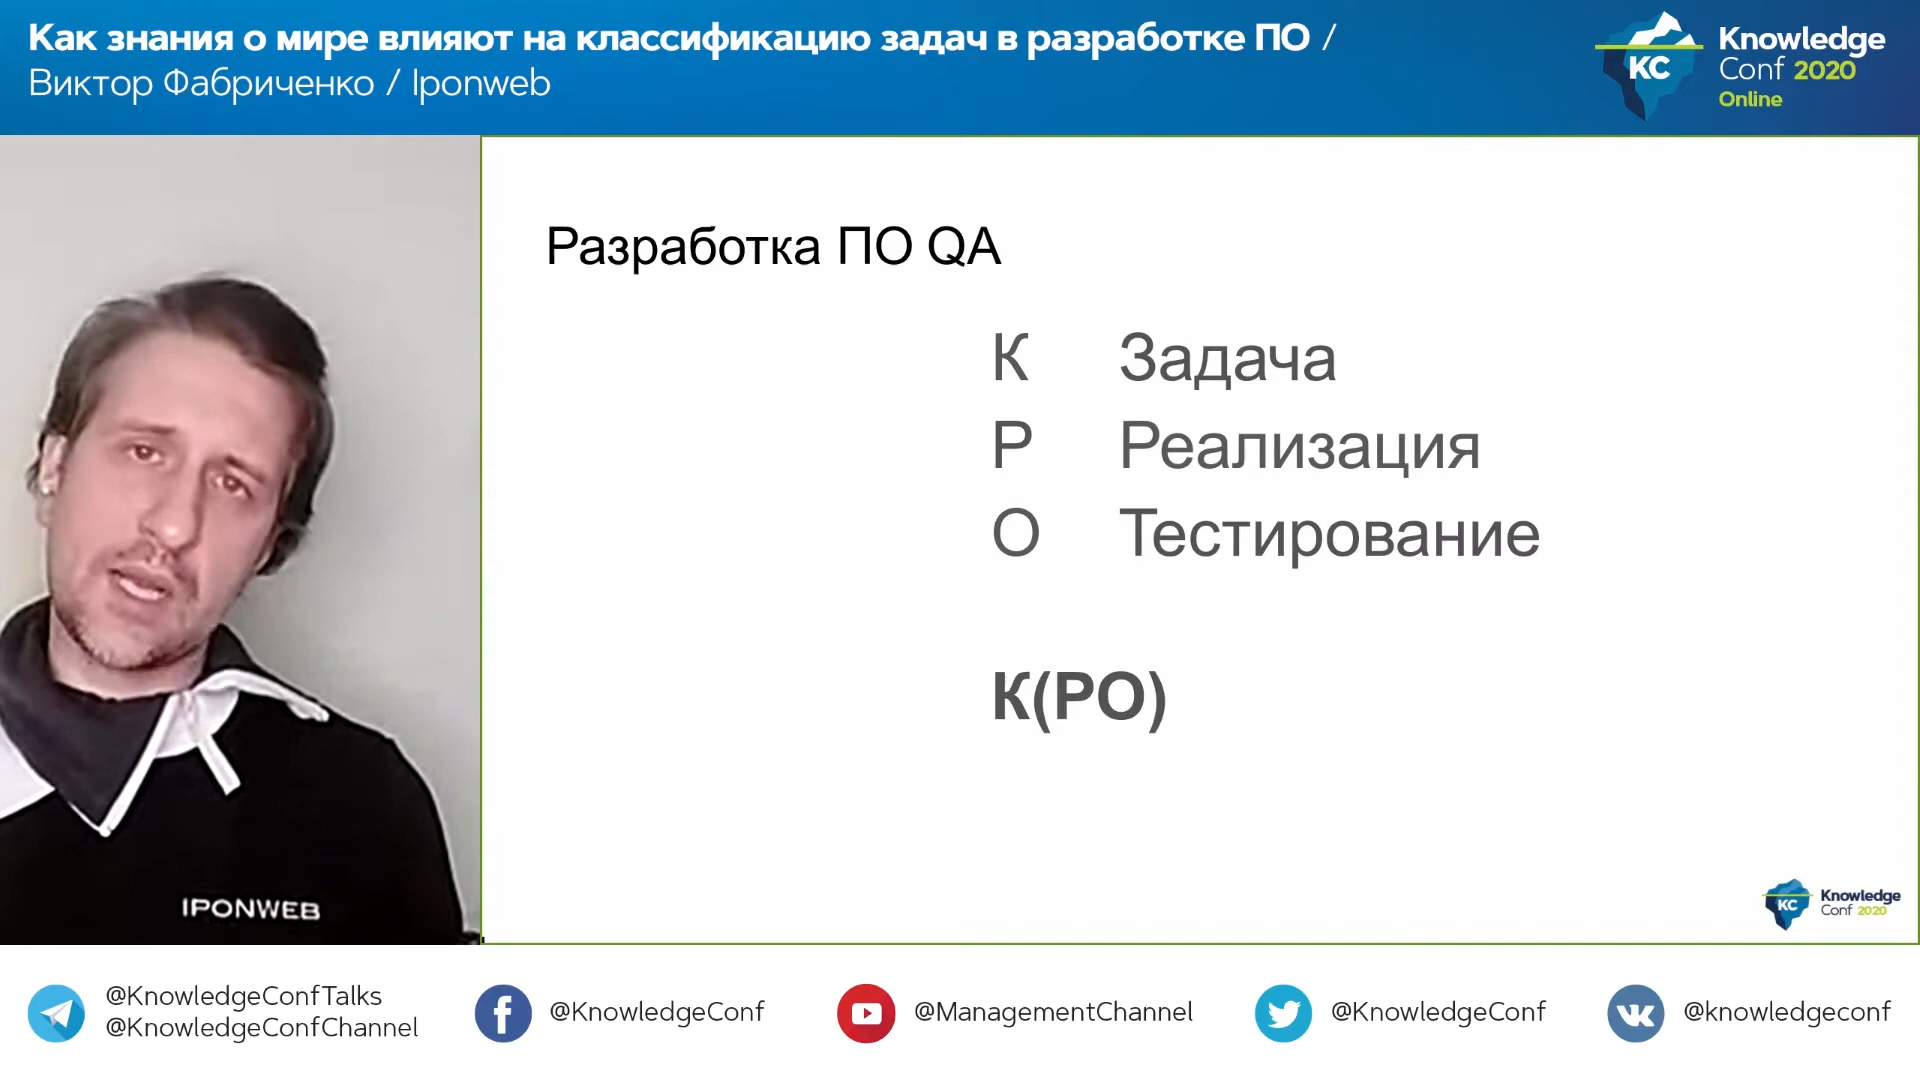 Как знания о мире влияют на классификацию задач в разработке ПО /
Виктор Фабриченко / Iponweb
KC
Knowledge
Conf 2020
Online
Разработка ПО QA
К Задача
Р Реализация
О Тестирование
К(РО)
IPONWEB
KC
Knowledge
Conf 2020
@KnowledgeConfTalks
@KnowledgeConfChannel
@KnowledgeConf
@ManagementChannel
@KnowledgeConf
@knowledgeconf